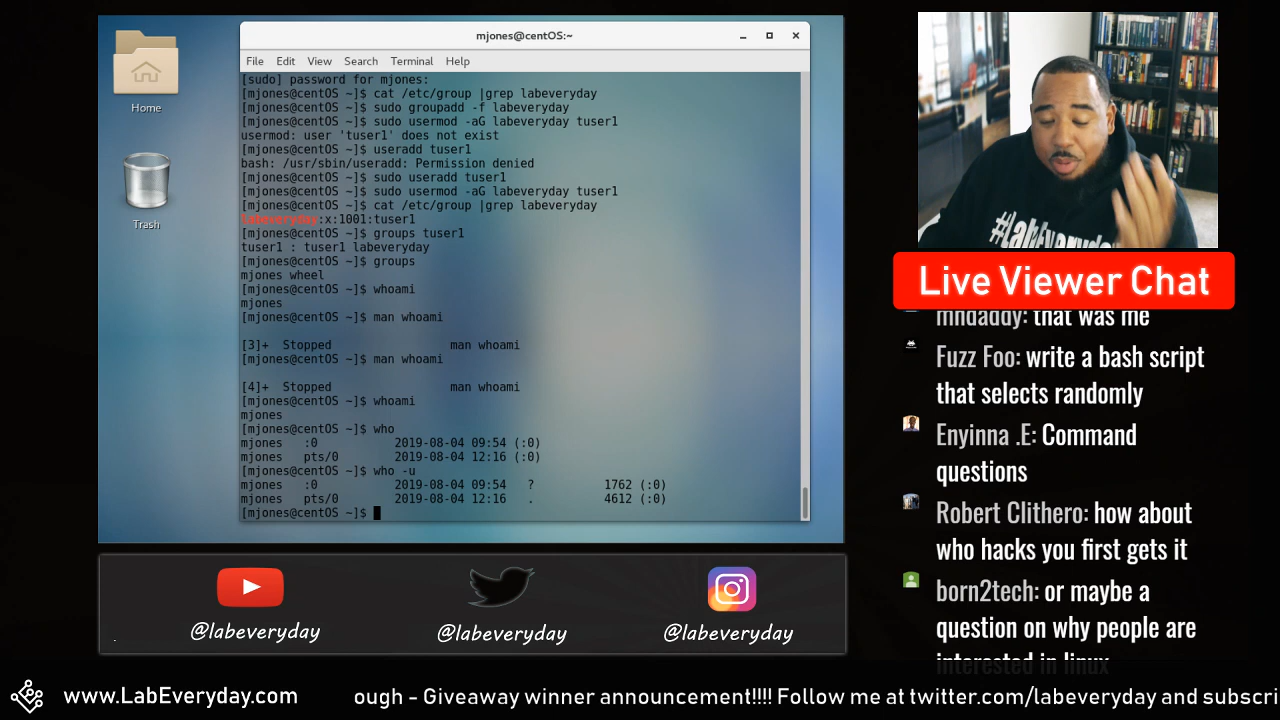 Home
Trash
mjones@centOS:~
File Edit View Search Terminal Help
[sudo] password for mjones:
[mjones@centOS ~]$ cat /etc/group |grep labeveryday
[mjones@centOS ~]$ sudo groupadd -f labeveryday
[mjones@centOS ~]$ sudo usermod -aG labeveryday tuser1
usermod: user 'tuser1' does not exist
[mjones@centOS ~]$ useradd tuser1
bash: /usr/sbin/useradd: Permission denied
[mjones@centOS ~]$ sudo useradd tuser1
[mjones@centOS ~]$ sudo usermod -aG labeveryday tuser1
[mjones@centOS ~]$ cat /etc/group |grep labeveryday
labeveryday:x:1001:tuser1
[mjones@centOS ~]$ groups tuser1
tuser1 : tuser1 labeveryday
[mjones@centOS ~]$ groups
mjones wheel
[mjones@centOS ~]$ whoami
mjones
[mjones@centOS ~]$ man whoami
[3]+ Stopped man whoami
[mjones@centOS ~]$ man whoami
[4]+ Stopped man whoami
[mjones@centOS ~]$ whoami
mjones
[mjones@centOS ~]$ who
mjones :0 2019-08-04 09:54 (:0)
mjones pts/0 2019-08-04 12:16 (:0)
[mjones@centOS ~]$ who -u
mjones :0 2019-08-04 09:54 ? 1762 (:0)
mjones pts/0 2019-08-04 12:16 . 4612 (:0)
[mjones@centOS ~]$
#LabEveryday
Live Viewer Chat
mndaddy: that was me
Fuzz Foo: write a bash script
that selects randomly
Enyinna .E: Command
questions
Robert Clithero: how about
who hacks you first gets it
born2tech: or maybe a
question on why people are
interested in linux
@labeveryday
@labeveryday
@labeveryday
www.LabEveryday.com
ough - Giveaway winner announcement!!!! Follow me at twitter.com/labeveryday and subscri